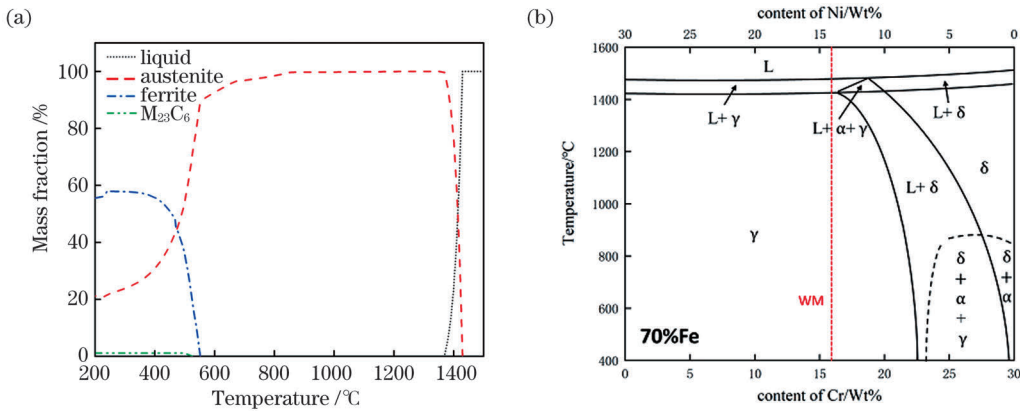 (a)
liquid
austenite
ferrite
M₂₃C₆
100
80
60
40
20
0
Mass fraction /%
200 400 600 800 1000 1200 1400
Temperature /℃
(b)
content of Ni/Wt%
30 25 20 15 10 5 0
1600
1400
1200
1000
800
600
400
Temperature/℃
L
L+ γ
L+ α+ γ
L+ δ
δ
L+ δ
γ
WM
δ + α + γ
δ + α
70%Fe
0 5 10 15 20 25 30
content of Cr/Wt%